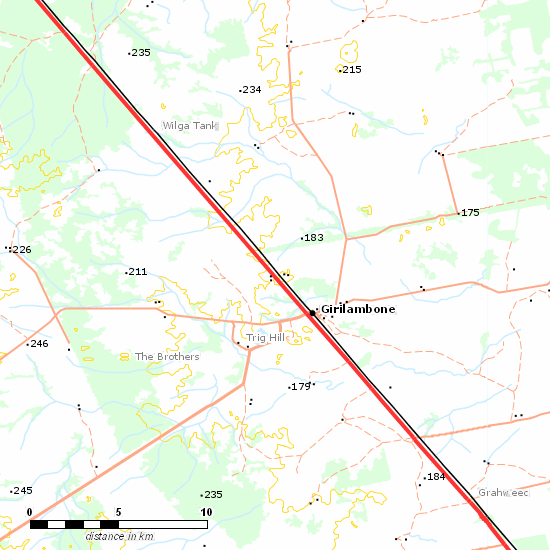 235
215
234
Wilga Tank
175
183
226
211
Girilambone
Trig Hill
246
The Brothers
179
184
245
235
Grahweec
0 5 10
distance in km